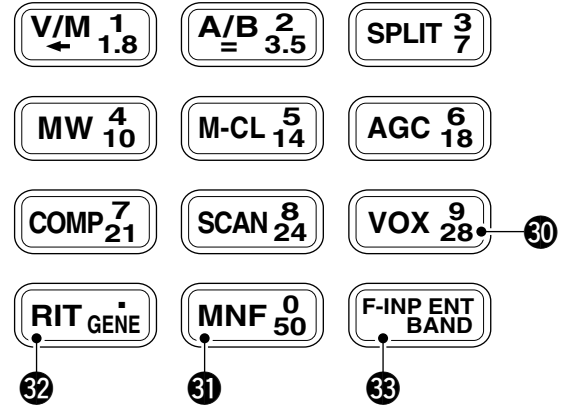 V/M 1
← 1.8
A/B 2
= 3.5
SPLIT 3
7
MW 4
10
M-CL 5
14
AGC 6
18
COMP 7
21
SCAN 8
24
VOX 9
28
30
RIT .
GENE
MNF 0
50
F-INP ENT
BAND
32
31
33